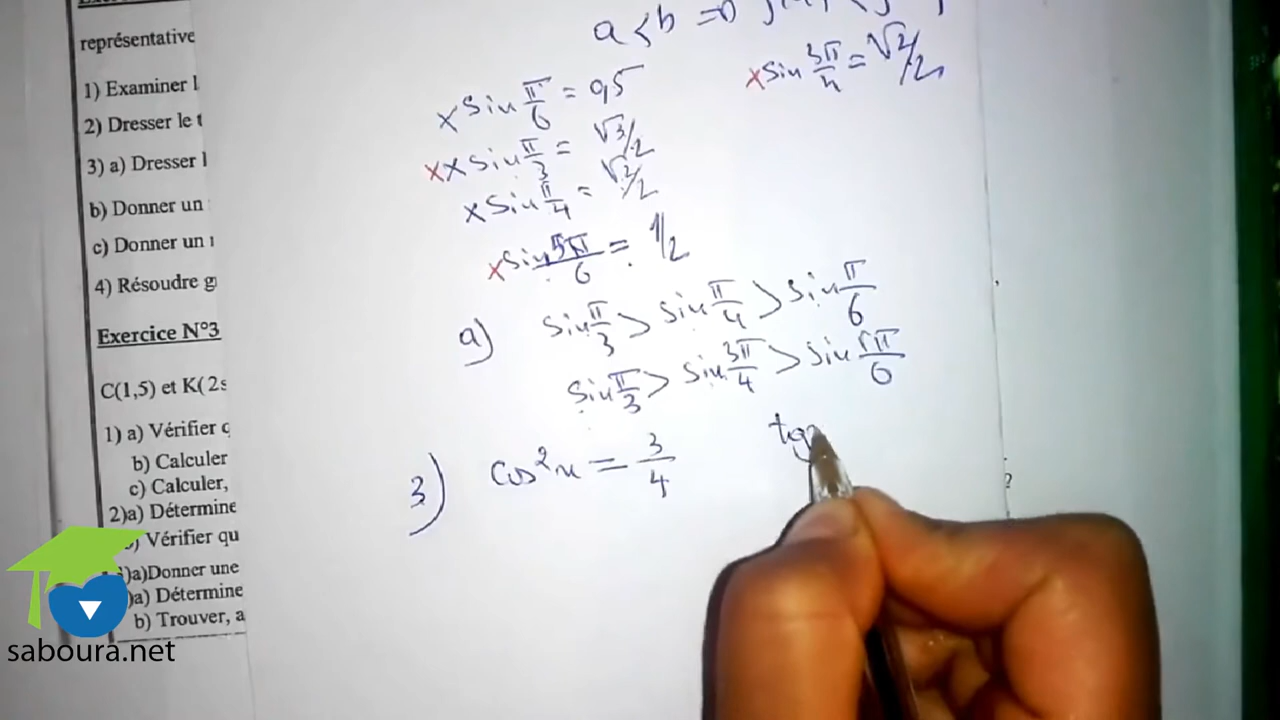 représentative
1) Examiner l
2) Dresser le t
3) a) Dresser l
b) Donner un
c) Donner un
4) Résoudre g
Exercice N°3
C(1,5) et K(2
1) a) Vérifier q
b) Calculer
c) Calculer,
2)a) Détermine
Vérifier qu
)a)Donner une
)a) Détermine
b) Trouver, a
a < b =>
x sin π/6 = 0,5
x sin 3π/4 = √2/2
x x sin π/3 = √3/2
x sin π/4 = √2/2
x sin 5π/6 = 1/2
a) sin π/3 > sin π/4 > sin π/6
sin π/3 > sin 3π/4 > sin 5π/6
3) cos²x = 3/4 tg
?
saboura.net